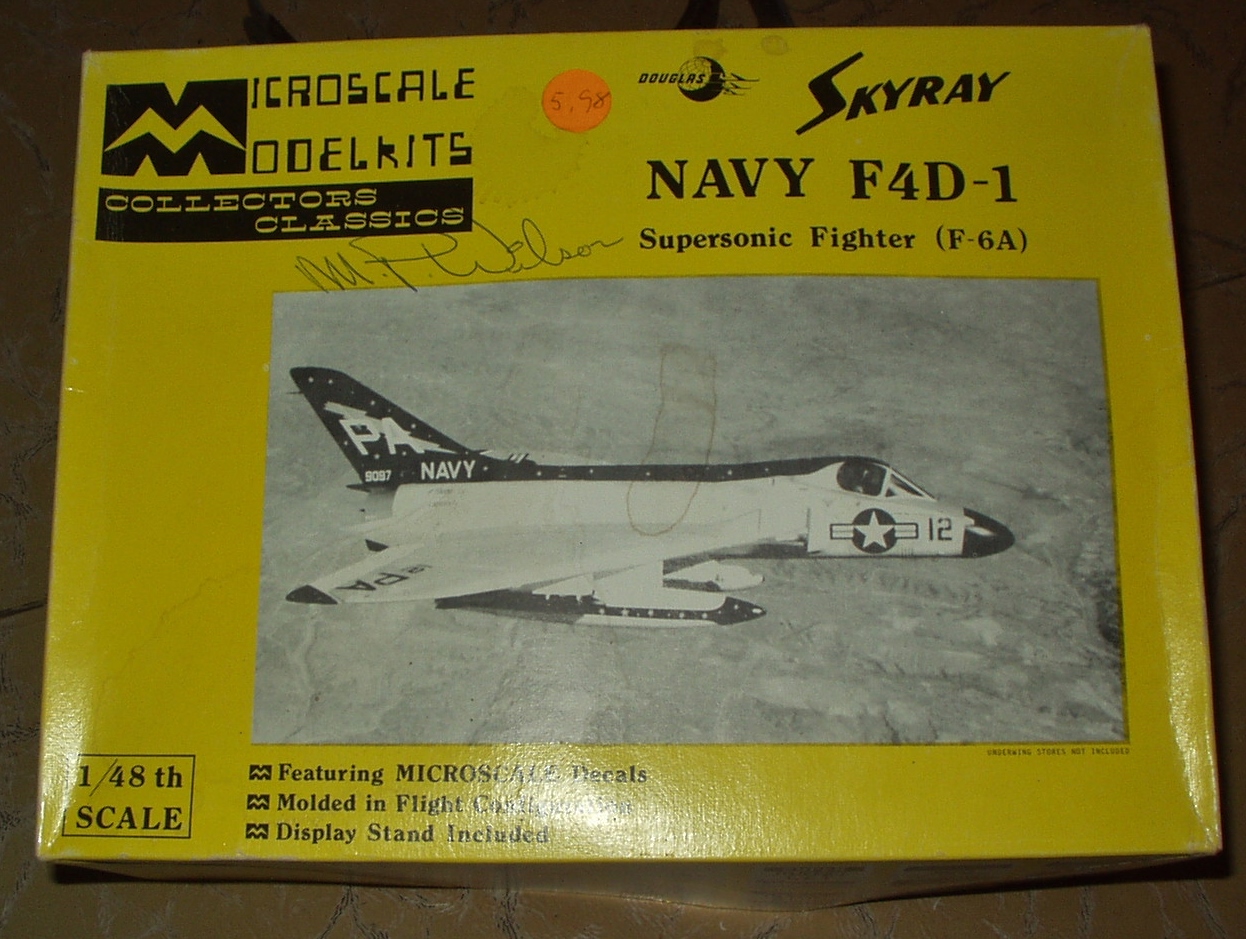 MICROSCALE
MODELKITS
COLLECTORS
CLASSICS
5,98
DOUGLAS
SKYRAY
NAVY F4D-1
Supersonic Fighter (F-6A)
PA
9097 NAVY
12
12 PA
UNDERWING STORES NOT INCLUDED
1/48 th
SCALE
Featuring MICROSCALE Decals
Molded in Flight Configuration
Display Stand Included